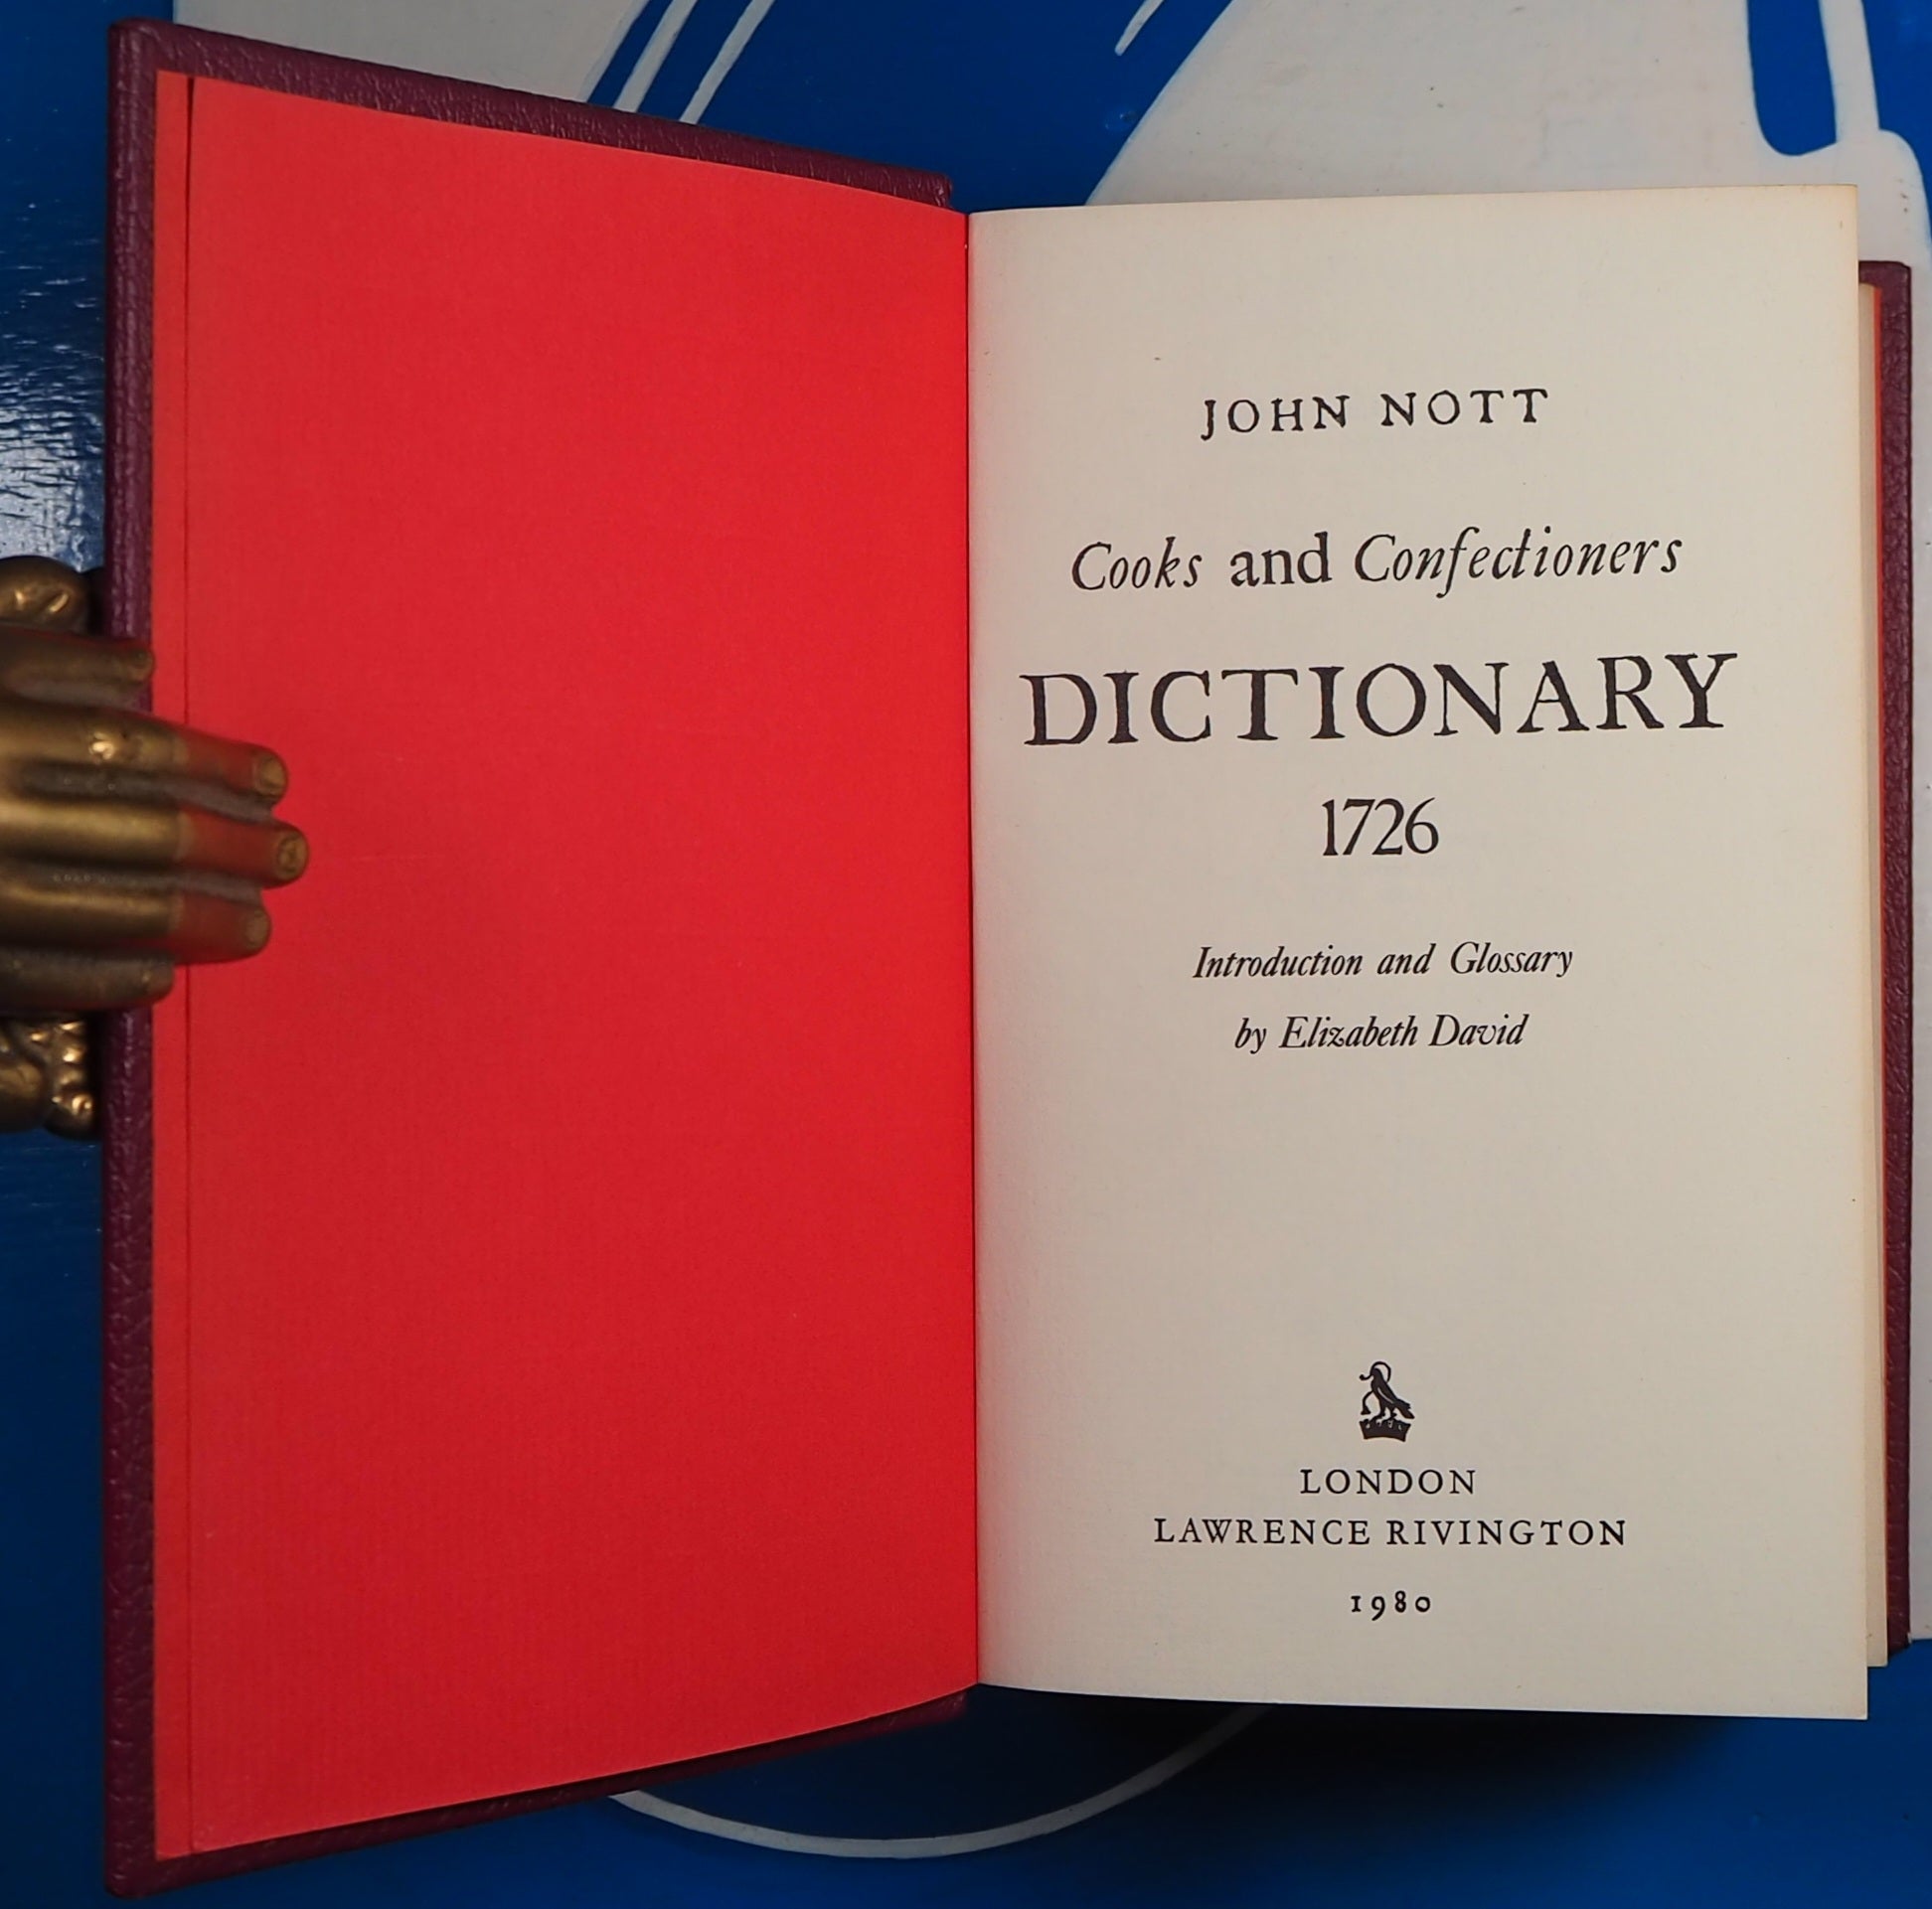 JOHN NOTT
Cooks and Confectioners
DICTIONARY
1726
Introduction and Glossary
by Elizabeth David
LONDON
LAWRENCE RIVINGTON
1980